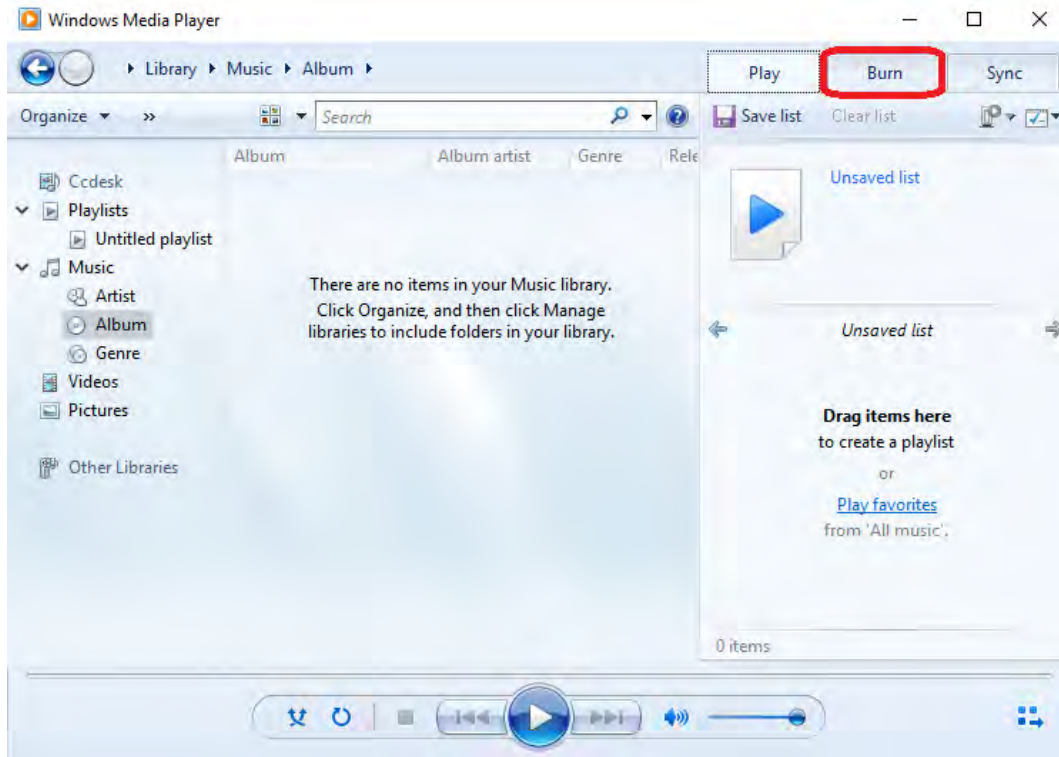 Windows Media Player
Library Music Album
Play Burn Sync
Organize » Search
Save list Clear list
Album Album artist Genre Rele
Ccdesk
Playlists
Untitled playlist
Music
Artist
Album
Genre
Videos
Pictures
Other Libraries
There are no items in your Music library.
Click Organize, and then click Manage
libraries to include folders in your library.
Unsaved list
Unsaved list
Drag items here
to create a playlist
or
Play favorites
from 'All music'.
0 items